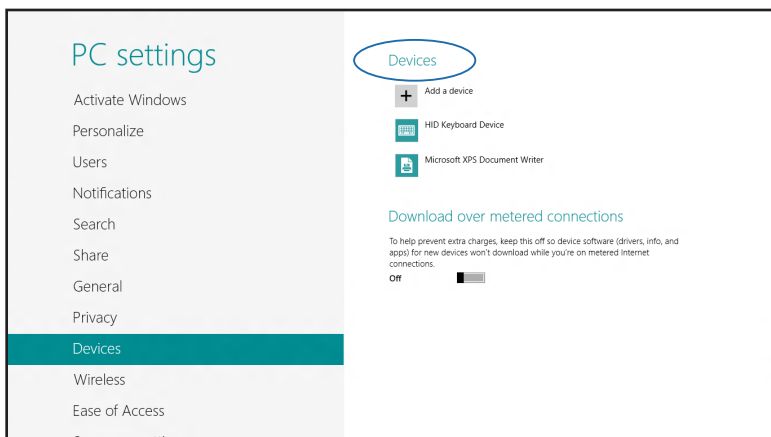 PC settings
Activate Windows
Personalize
Users
Notifications
Search
Share
General
Privacy
Devices
Wireless
Ease of Access
Devices
Add a device
HID Keyboard Device
Microsoft XPS Document Writer
Download over metered connections
To help prevent extra charges, keep this off so device software (drivers, info, and
apps) for new devices won't download while you're on metered Internet
connections.
Off